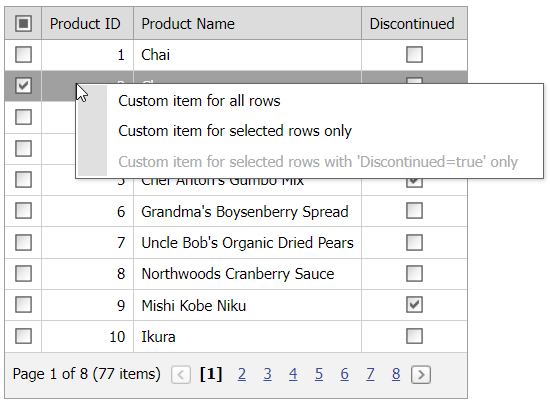 Product ID Product Name Discontinued
1 Chai
Custom item for all rows
Custom item for selected rows only
Custom item for selected rows with 'Discontinued=true' only
5 Chef Anton's Gumbo Mix
6 Grandma's Boysenberry Spread
7 Uncle Bob's Organic Dried Pears
8 Northwoods Cranberry Sauce
9 Mishi Kobe Niku
10 Ikura
Page 1 of 8 (77 items) [1] 2 3 4 5 6 7 8